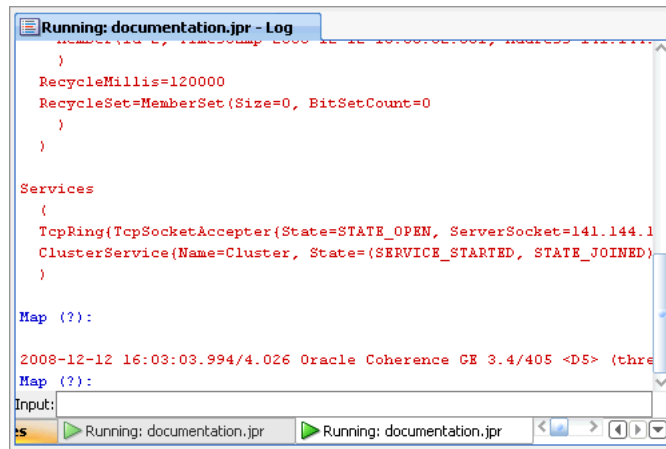 Running: documentation.jpr - Log
)
RecycleMillis=120000
RecycleSet=MemberSet(Size=0, BitSetCount=0
)
)
Services
(
TcpRing{TcpSocketAccepter{State=STATE_OPEN, ServerSocket=141.144.1
ClusterService{Name=Cluster, State=(SERVICE_STARTED, STATE_JOINED)
)
Map (?):
2008-12-12 16:03:03.994/4.026 Oracle Coherence GE 3.4/405 <D5> (thre
Map (?):
Input:
es Running: documentation.jpr Running: documentation.jpr